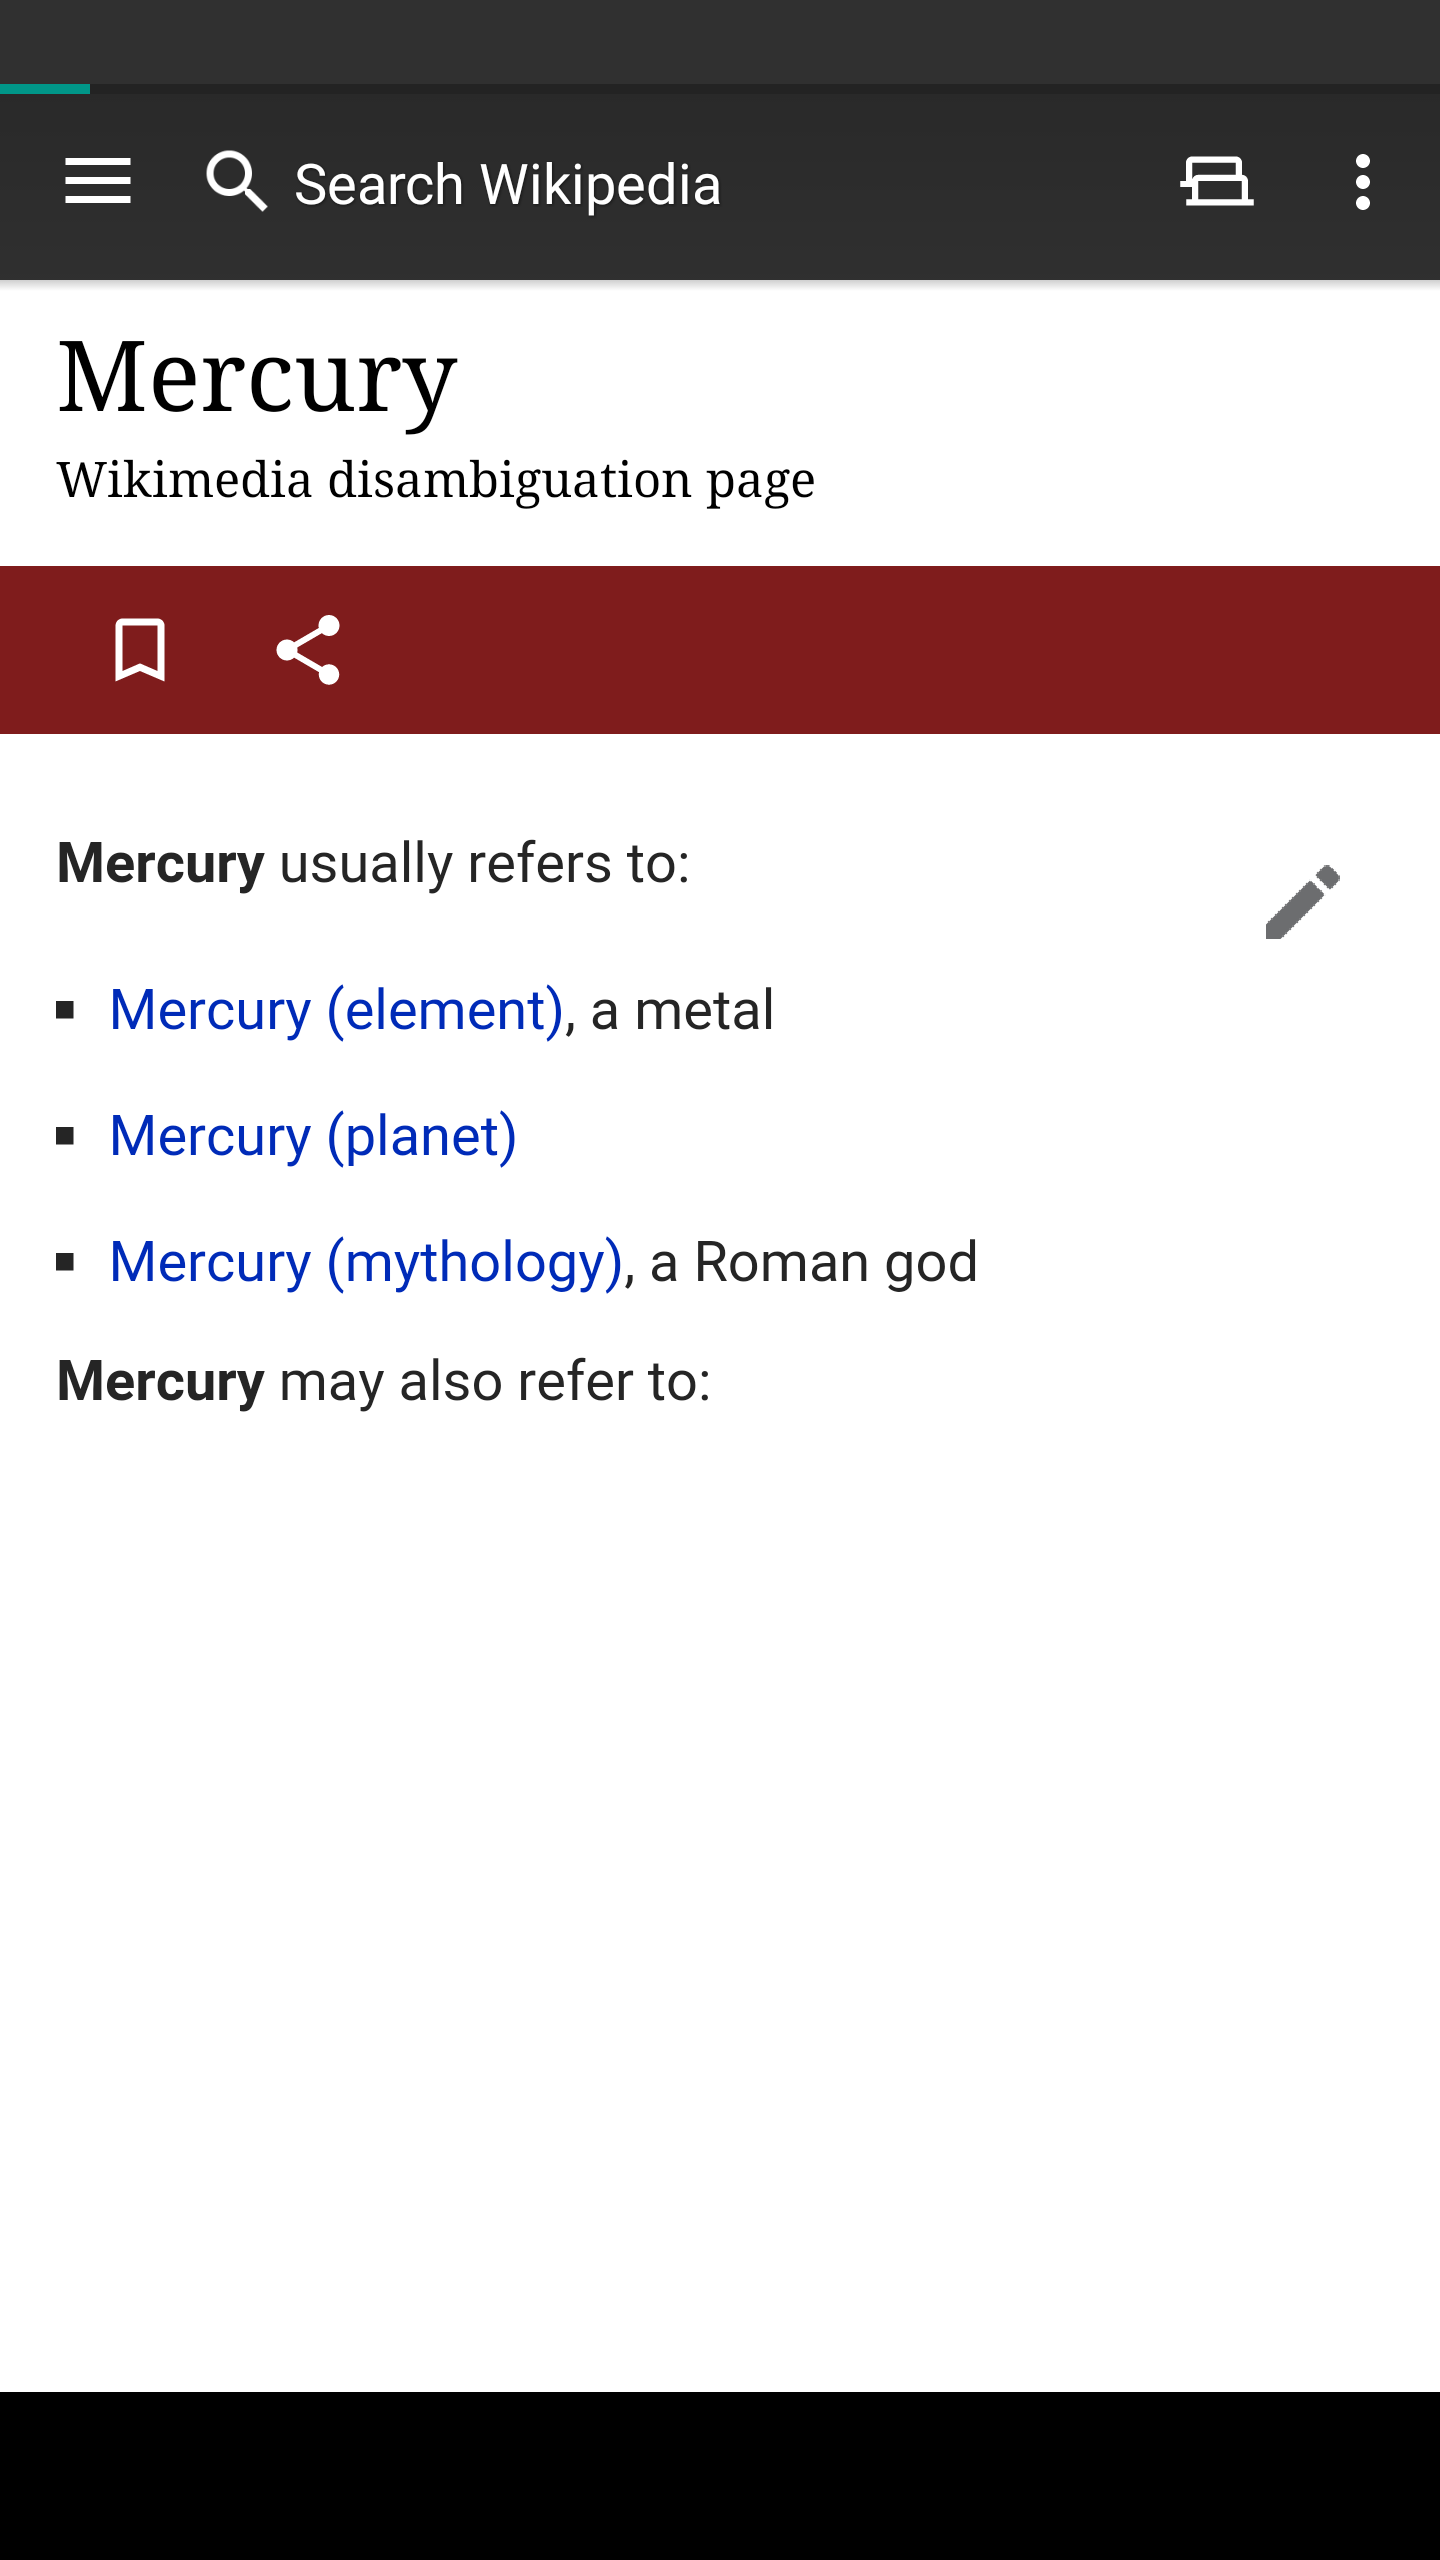 Search Wikipedia
Mercury
Wikimedia disambiguation page
Mercury usually refers to:
Mercury (element), a metal
Mercury (planet)
Mercury (mythology), a Roman god
Mercury may also refer to: